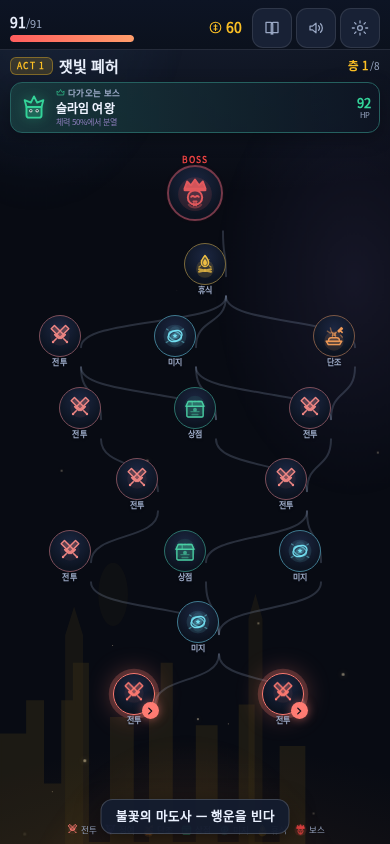 91/91
60
ACT 1 잿빛 폐허 층 1/8
다가오는 보스
슬라임 여왕
체력 50%에서 분열
92
HP
BOSS
휴식
전투 미지 단조
전투 상점 전투
전투 전투
전투 상점 미지
미지
전투 전투
불꽃의 마도사 — 행운을 빈다
전투 보스